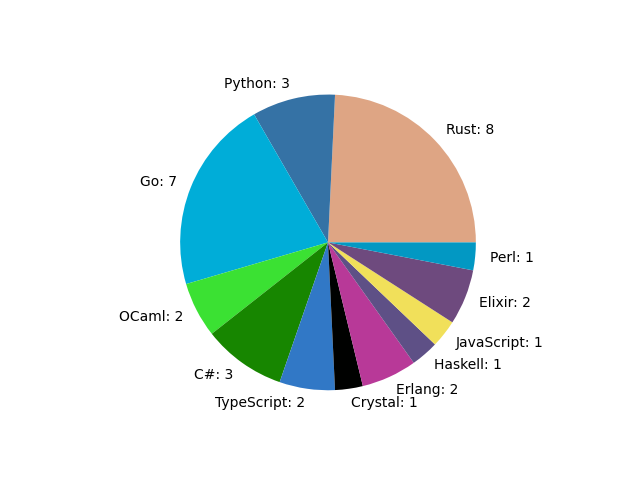 Python: 3
Rust: 8
Go: 7
Perl: 1
Elixir: 2
OCaml: 2
JavaScript: 1
Haskell: 1
C#: 3
Erlang: 2
TypeScript: 2
Crystal: 1